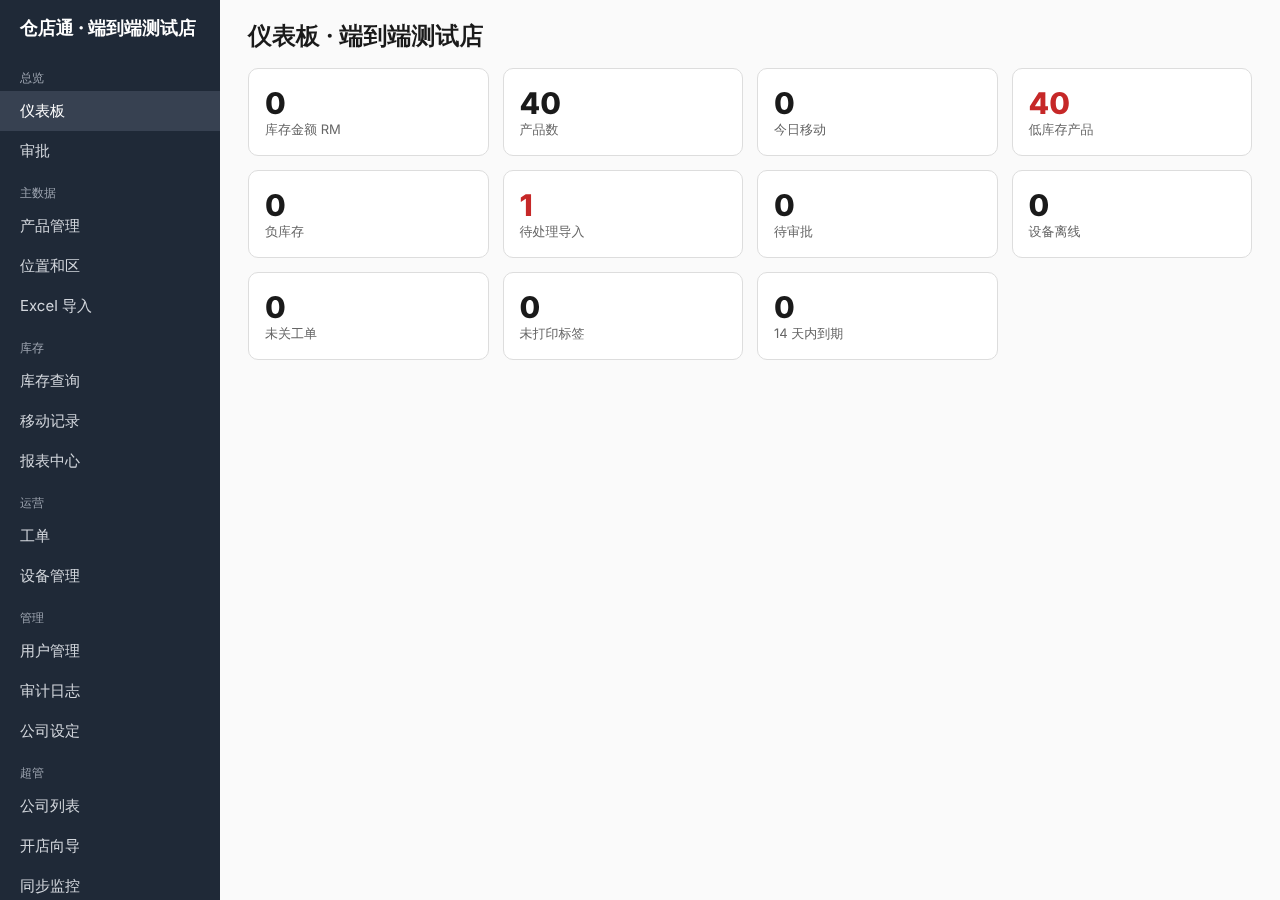 仓店通 · 端到端测试店
总览
仪表板
审批
主数据
产品管理
位置和区
Excel 导入
库存
库存查询
移动记录
报表中心
运营
工单
设备管理
管理
用户管理
审计日志
公司设定
超管
公司列表
开店向导
同步监控
仪表板 · 端到端测试店
0
库存金额 RM
40
产品数
0
今日移动
40
低库存产品
0
负库存
1
待处理导入
0
待审批
0
设备离线
0
未关工单
0
未打印标签
0
14 天内到期